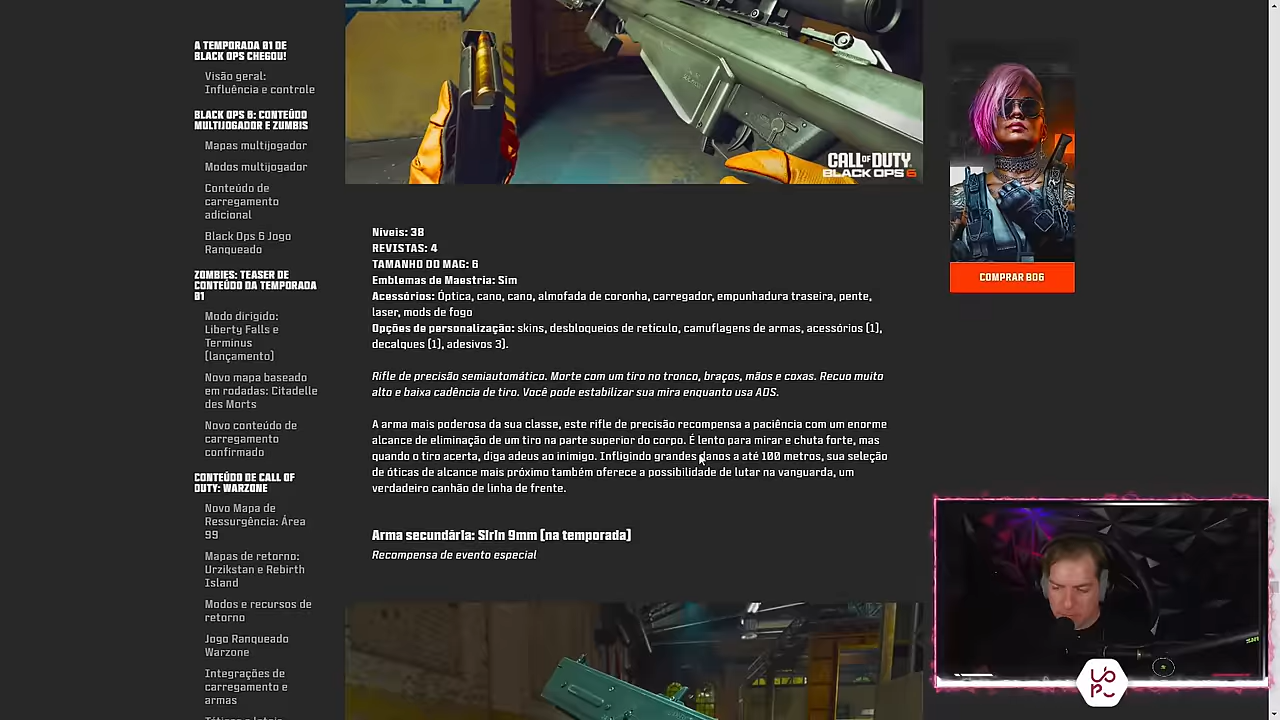 A TEMPORADA 01 DE
BLACK OPS CHEGOU!
Visão geral:
Influência e controle
BLACK OPS 6: CONTEÚDO
MULTIJOGADOR E ZUMBIS
Mapas multijogador
Modos multijogador
Conteúdo de
carregamento
adicional
Black Ops 6 Jogo
Ranqueado
ZOMBIES: TEASER DE
CONTEÚDO DA TEMPORADA
01
Modo dirigido:
Liberty Falls e
Terminus
(lançamento)
Novo mapa baseado
em rodadas: Citadelle
des Morts
Novo conteúdo de
carregamento
confirmado
CONTEÚDO DE CALL OF
DUTY: WARZONE
Novo Mapa de
Ressurgência: Área
99
Mapas de retorno:
Urzikstan e Rebirth
Island
Modos e recursos de
retorno
Jogo Ranqueado
Warzone
Integrações de
carregamento e
armas
CALL OF DUTY
BLACK OPS 6
Níveis: 38
REVISTAS: 4
TAMANHO DO MAG: 6
Emblemas de Maestria: Sim
Acessórios: Óptica, cano, cano, almofada de coronha, carregador, empunhadura traseira, pente,
laser, mods de fogo
Opções de personalização: skins, desbloqueios de retículo, camuflagens de armas, acessórios (1),
decalques (1), adesivos 3).
Rifle de precisão semiautomático. Morte com um tiro no tronco, braços, mãos e coxas. Recuo muito
alto e baixa cadência de tiro. Você pode estabilizar sua mira enquanto usa ADS.
A arma mais poderosa da sua classe, este rifle de precisão recompensa a paciência com um enorme
alcance de eliminação de um tiro na parte superior do corpo. É lento para mirar e chuta forte, mas
quando o tiro acerta, diga adeus ao inimigo. Infligindo grandes danos a até 100 metros, sua seleção
de óticas de alcance mais próximo também oferece a possibilidade de lutar na vanguarda, um
verdadeiro canhão de linha de frente.
Arma secundária: Sirin 9mm (na temporada)
Recompensa de evento especial
COMPRAR BO6